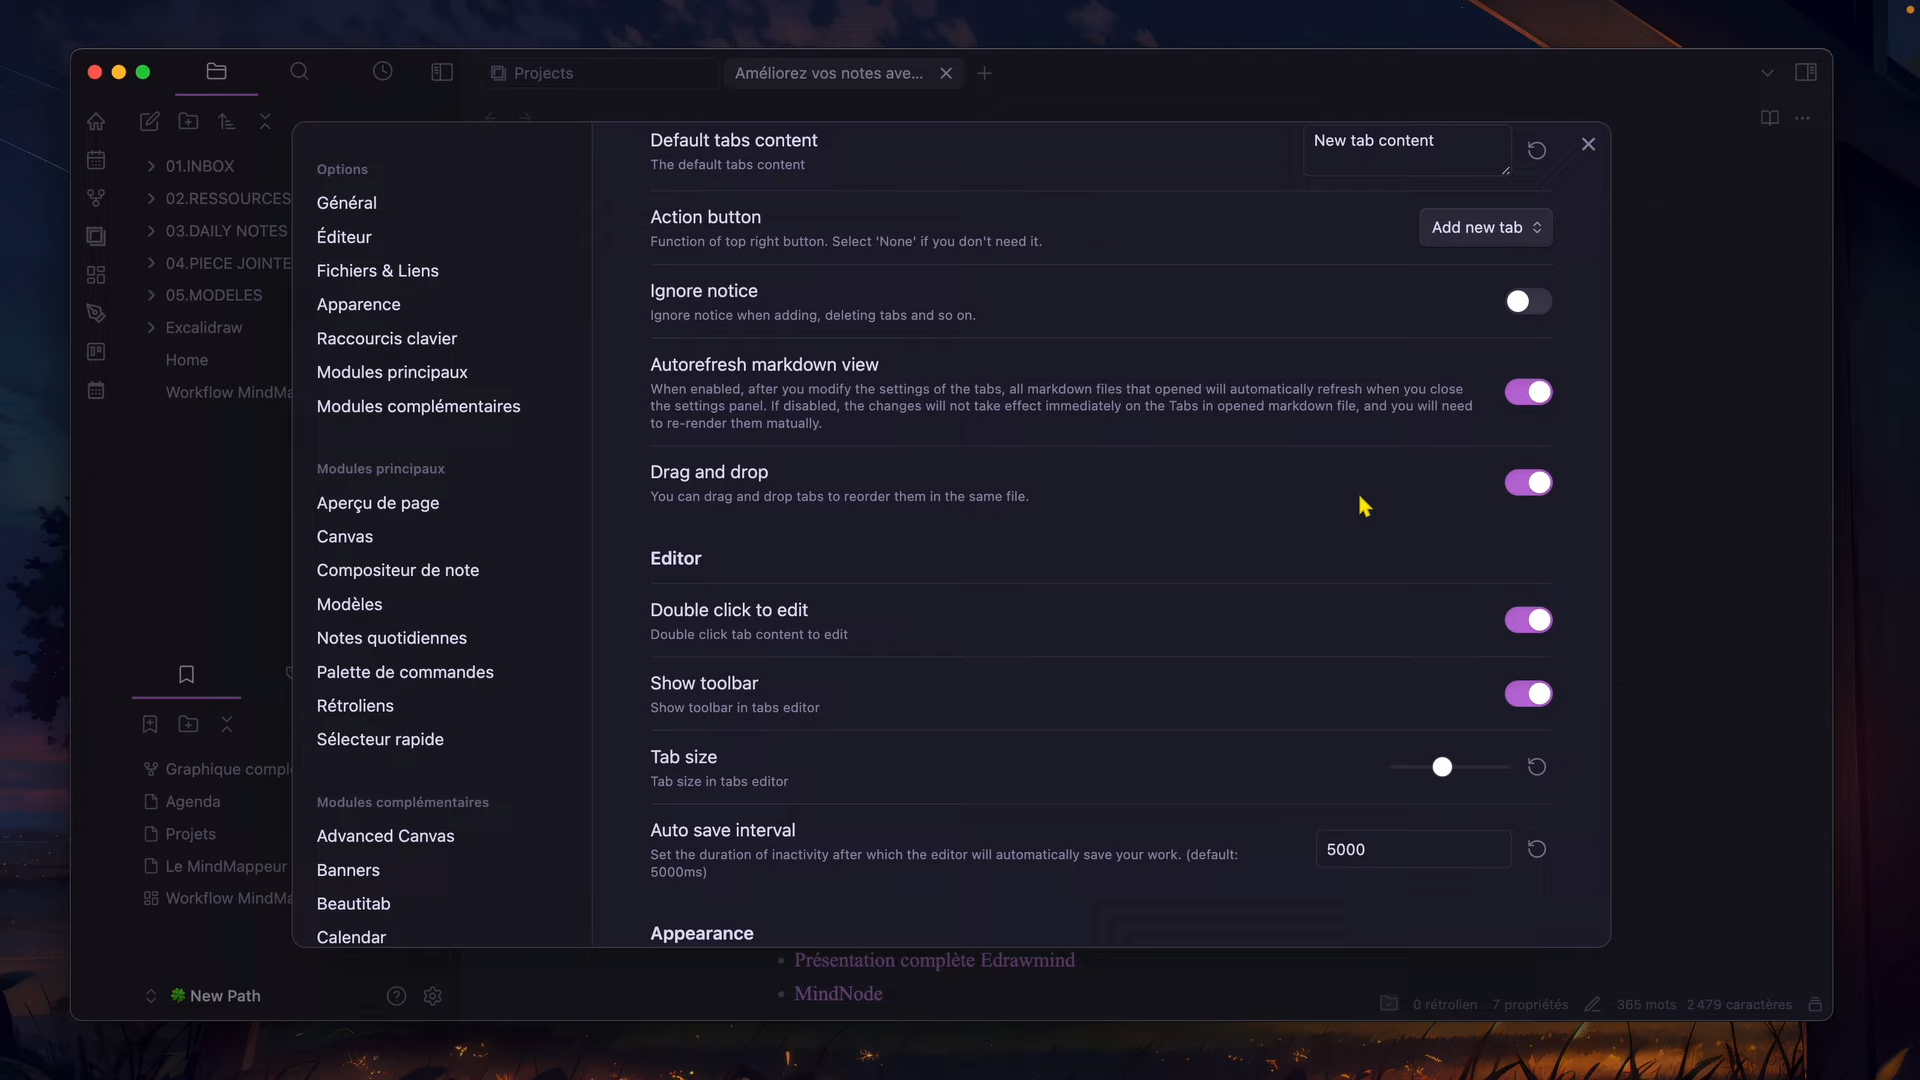 Projects
Améliorez vos notes ave...
01.INBOX
02.RESSOURCES
03.DAILY NOTES
04.PIECE JOINTE
05.MODELES
Excalidraw
Home
Workflow MindMa
Graphique compl
Agenda
Projets
Le MindMappeur
Workflow MindMa
New Path
Options
Général
Éditeur
Fichiers & Liens
Apparence
Raccourcis clavier
Modules principaux
Modules complémentaires
Modules principaux
Aperçu de page
Canvas
Compositeur de note
Modèles
Notes quotidiennes
Palette de commandes
Rétroliens
Sélecteur rapide
Modules complémentaires
Advanced Canvas
Banners
Beautitab
Calendar
Default tabs content
The default tabs content
New tab content
Action button
Function of top right button. Select 'None' if you don't need it.
Add new tab
Ignore notice
Ignore notice when adding, deleting tabs and so on.
Autorefresh markdown view
When enabled, after you modify the settings of the tabs, all markdown files that opened will automatically refresh when you close
the settings panel. If disabled, the changes will not take effect immediately on the Tabs in opened markdown file, and you will need
to re-render them matually.
Drag and drop
You can drag and drop tabs to reorder them in the same file.
Editor
Double click to edit
Double click tab content to edit
Show toolbar
Show toolbar in tabs editor
Tab size
Tab size in tabs editor
Auto save interval
Set the duration of inactivity after which the editor will automatically save your work. (default:
5000ms)
5000
Appearance
Présentation complète Edrawmind
MindNode
0 rétrolien 7 propriétés 365 mots 2 479 caractères